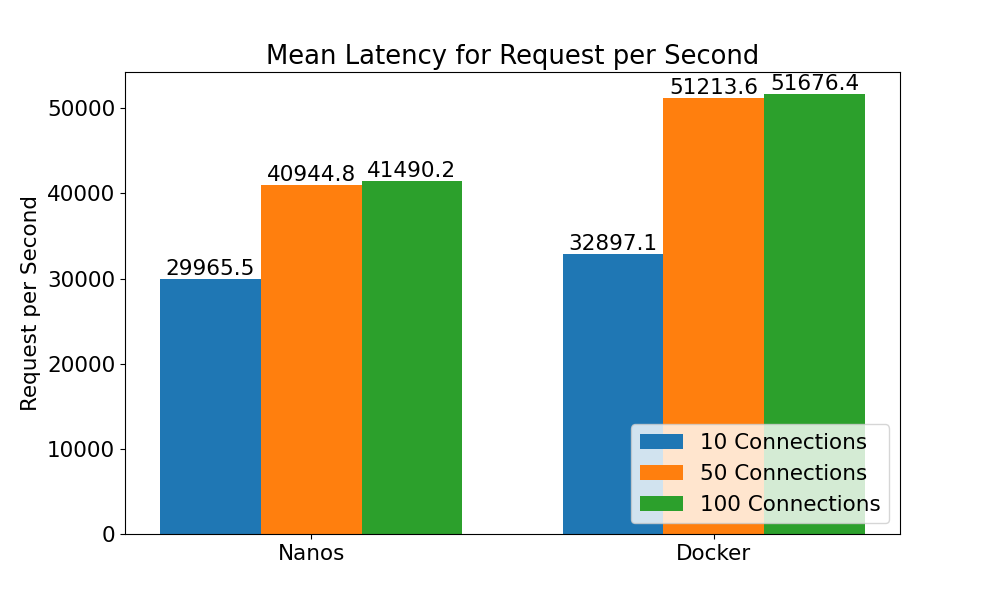 Mean Latency for Request per Second
Request per Second
50000
40000
30000
20000
10000
0
29965.5
40944.8
41490.2
32897.1
51213.6
51676.4
Nanos
Docker
10 Connections
50 Connections
100 Connections